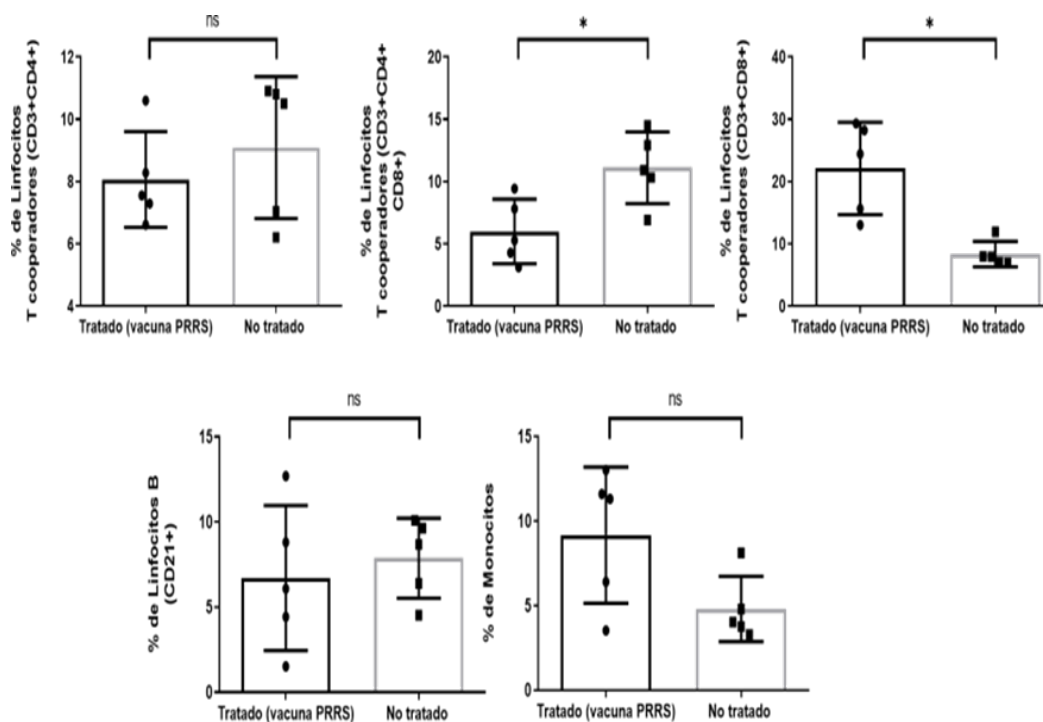 ns
% de Linfocitos
T cooperadores (CD3+CD4+)
12
10
8
6
4
Tratado (vacuna PRRS)
No tratado
*
% de Linfocitos
T cooperadores (CD3+CD4+
CD8+)
20
15
10
5
0
Tratado (vacuna PRRS)
No tratado
*
% de Linfocitos
T cooperadores (CD3+CD8+)
40
30
20
10
0
Tratado (vacuna PRRS)
No tratado
ns
% de Linfocitos B
(CD21+)
15
10
5
0
Tratado (vacuna PRRS)
No tratado
ns
% de Monocitos
15
10
5
0
Tratado (vacuna PRRS)
No tratado